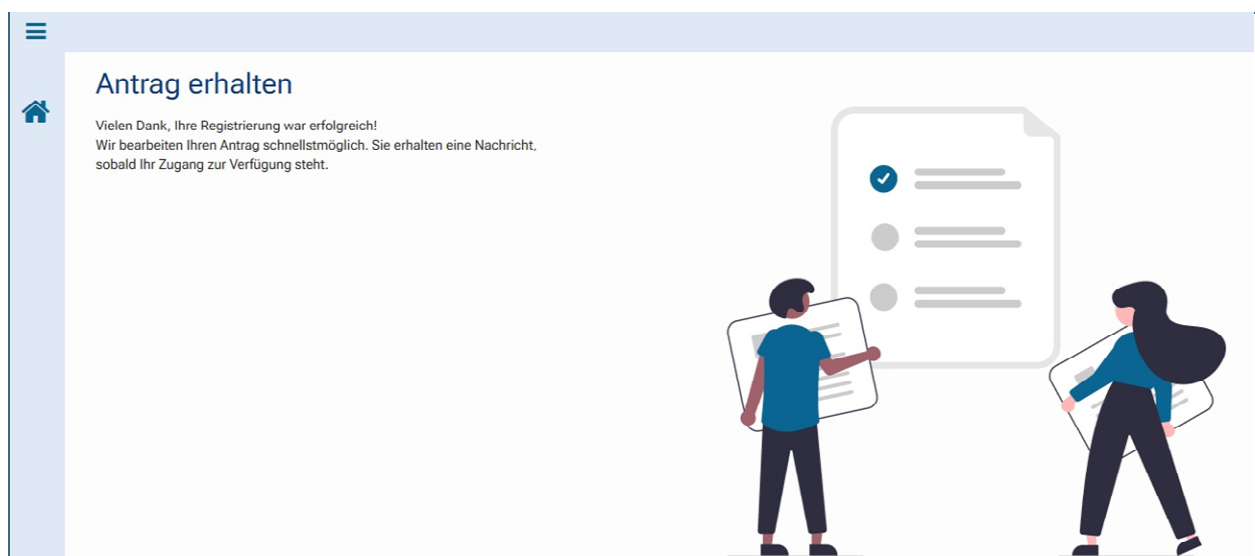 Antrag erhalten
Vielen Dank, Ihre Registrierung war erfolgreich!
Wir bearbeiten Ihren Antrag schnellstmöglich. Sie erhalten eine Nachricht,
sobald Ihr Zugang zur Verfügung steht.